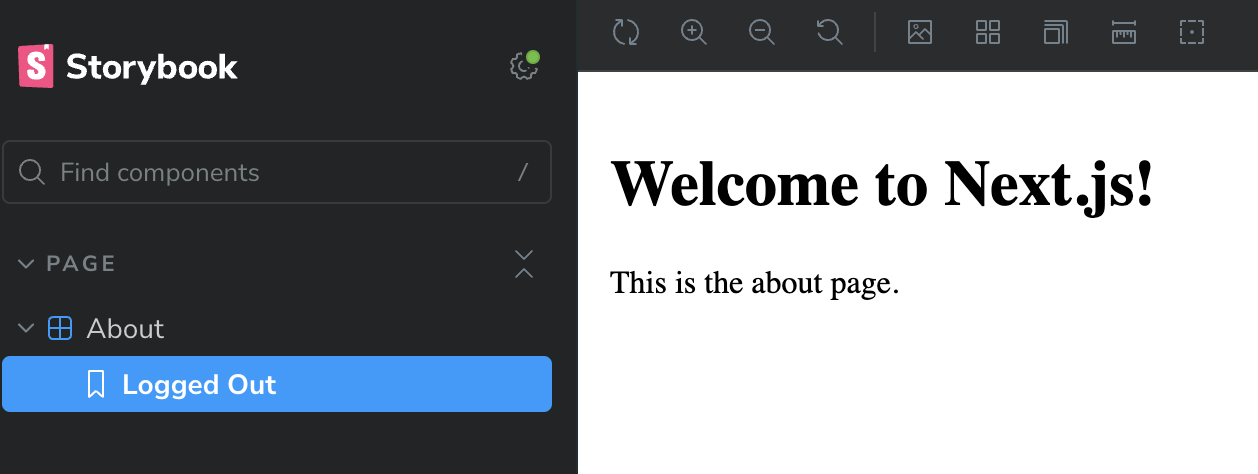 Storybook
Find components /
PAGE
About
Logged Out
Welcome to Next.js!
This is the about page.